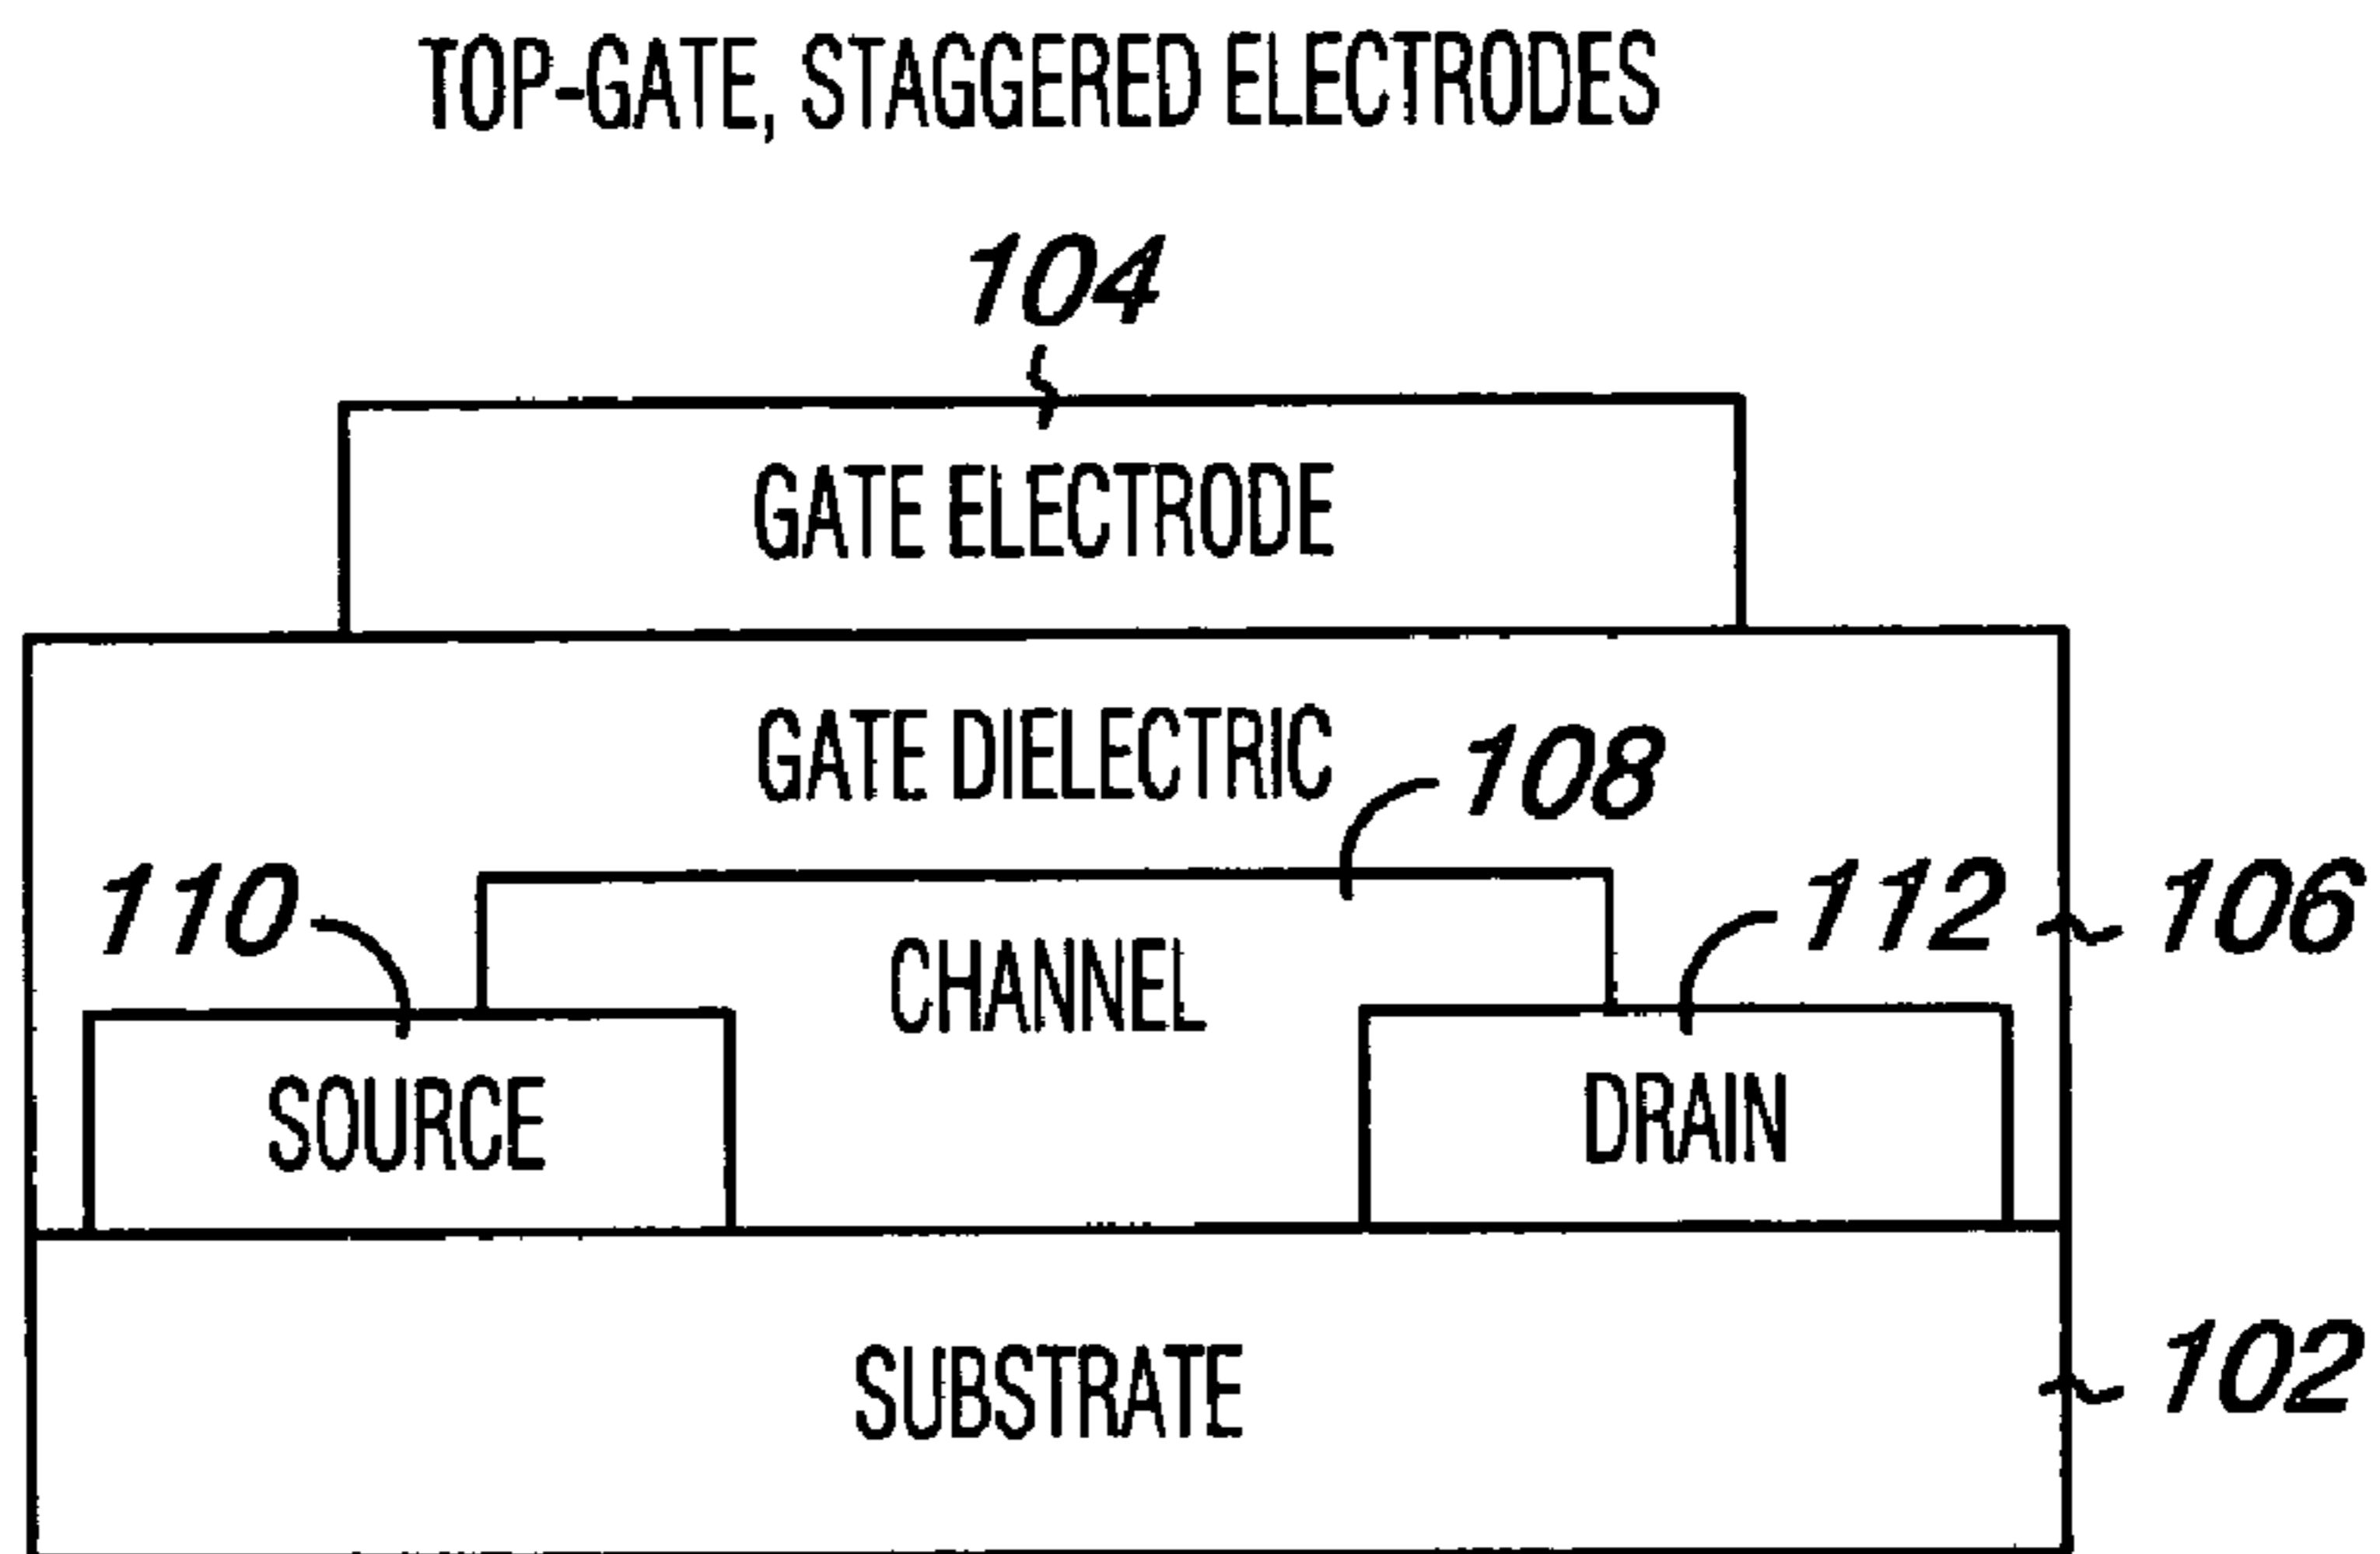 TOP-GATE, STAGGERED ELECTRODES
104
GATE ELECTRODE
GATE DIELECTRIC
108
110
112
106
CHANNEL
SOURCE
DRAIN
SUBSTRATE
102